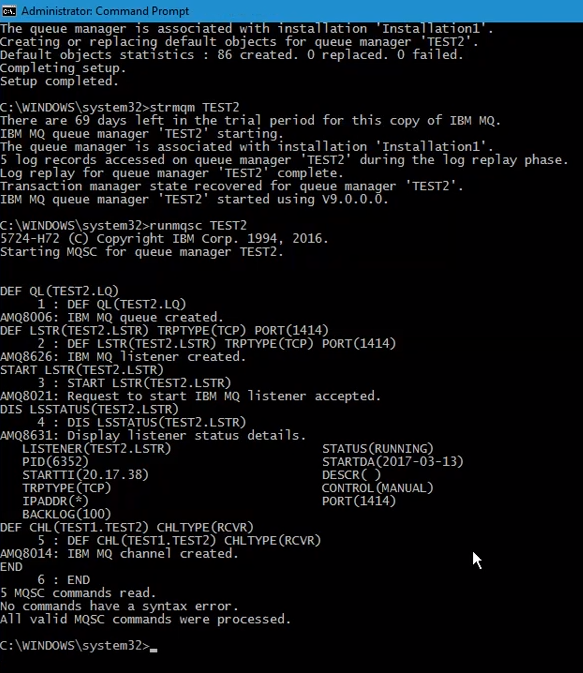 Administrator: Command Prompt
The queue manager is associated with installation 'Installation1'.
Creating or replacing default objects for queue manager 'TEST2'.
Default objects statistics : 86 created. 0 replaced. 0 failed.
Completing setup.
Setup completed.
C:\WINDOWS\system32>strmqm TEST2
There are 69 days left in the trial period for this copy of IBM MQ.
IBM MQ queue manager 'TEST2' starting.
The queue manager is associated with installation 'Installation1'.
5 log records accessed on queue manager 'TEST2' during the log replay phase.
Log replay for queue manager 'TEST2' complete.
Transaction manager state recovered for queue manager 'TEST2'.
IBM MQ queue manager 'TEST2' started using V9.0.0.0.
C:\WINDOWS\system32>runmqsc TEST2
5724-H72 (C) Copyright IBM Corp. 1994, 2016.
Starting MQSC for queue manager TEST2.
DEF QL(TEST2.LQ)
1 : DEF QL(TEST2.LQ)
AMQ8006: IBM MQ queue created.
DEF LSTR(TEST2.LSTR) TRPTYPE(TCP) PORT(1414)
2 : DEF LSTR(TEST2.LSTR) TRPTYPE(TCP) PORT(1414)
AMQ8626: IBM MQ listener created.
START LSTR(TEST2.LSTR)
3 : START LSTR(TEST2.LSTR)
AMQ8021: Request to start IBM MQ listener accepted.
DIS LSSTATUS(TEST2.LSTR)
4 : DIS LSSTATUS(TEST2.LSTR)
AMQ8631: Display listener status details.
LISTENER(TEST2.LSTR) STATUS(RUNNING)
PID(6352) STARTDA(2017-03-13)
STARTTI(20.17.38) DESCR( )
TRPTYPE(TCP) CONTROL(MANUAL)
IPADDR(*) PORT(1414)
BACKLOG(100)
DEF CHL(TEST1.TEST2) CHLTYPE(RCVR)
5 : DEF CHL(TEST1.TEST2) CHLTYPE(RCVR)
AMQ8014: IBM MQ channel created.
END
6 : END
5 MQSC commands read.
No commands have a syntax error.
All valid MQSC commands were processed.
C:\WINDOWS\system32>